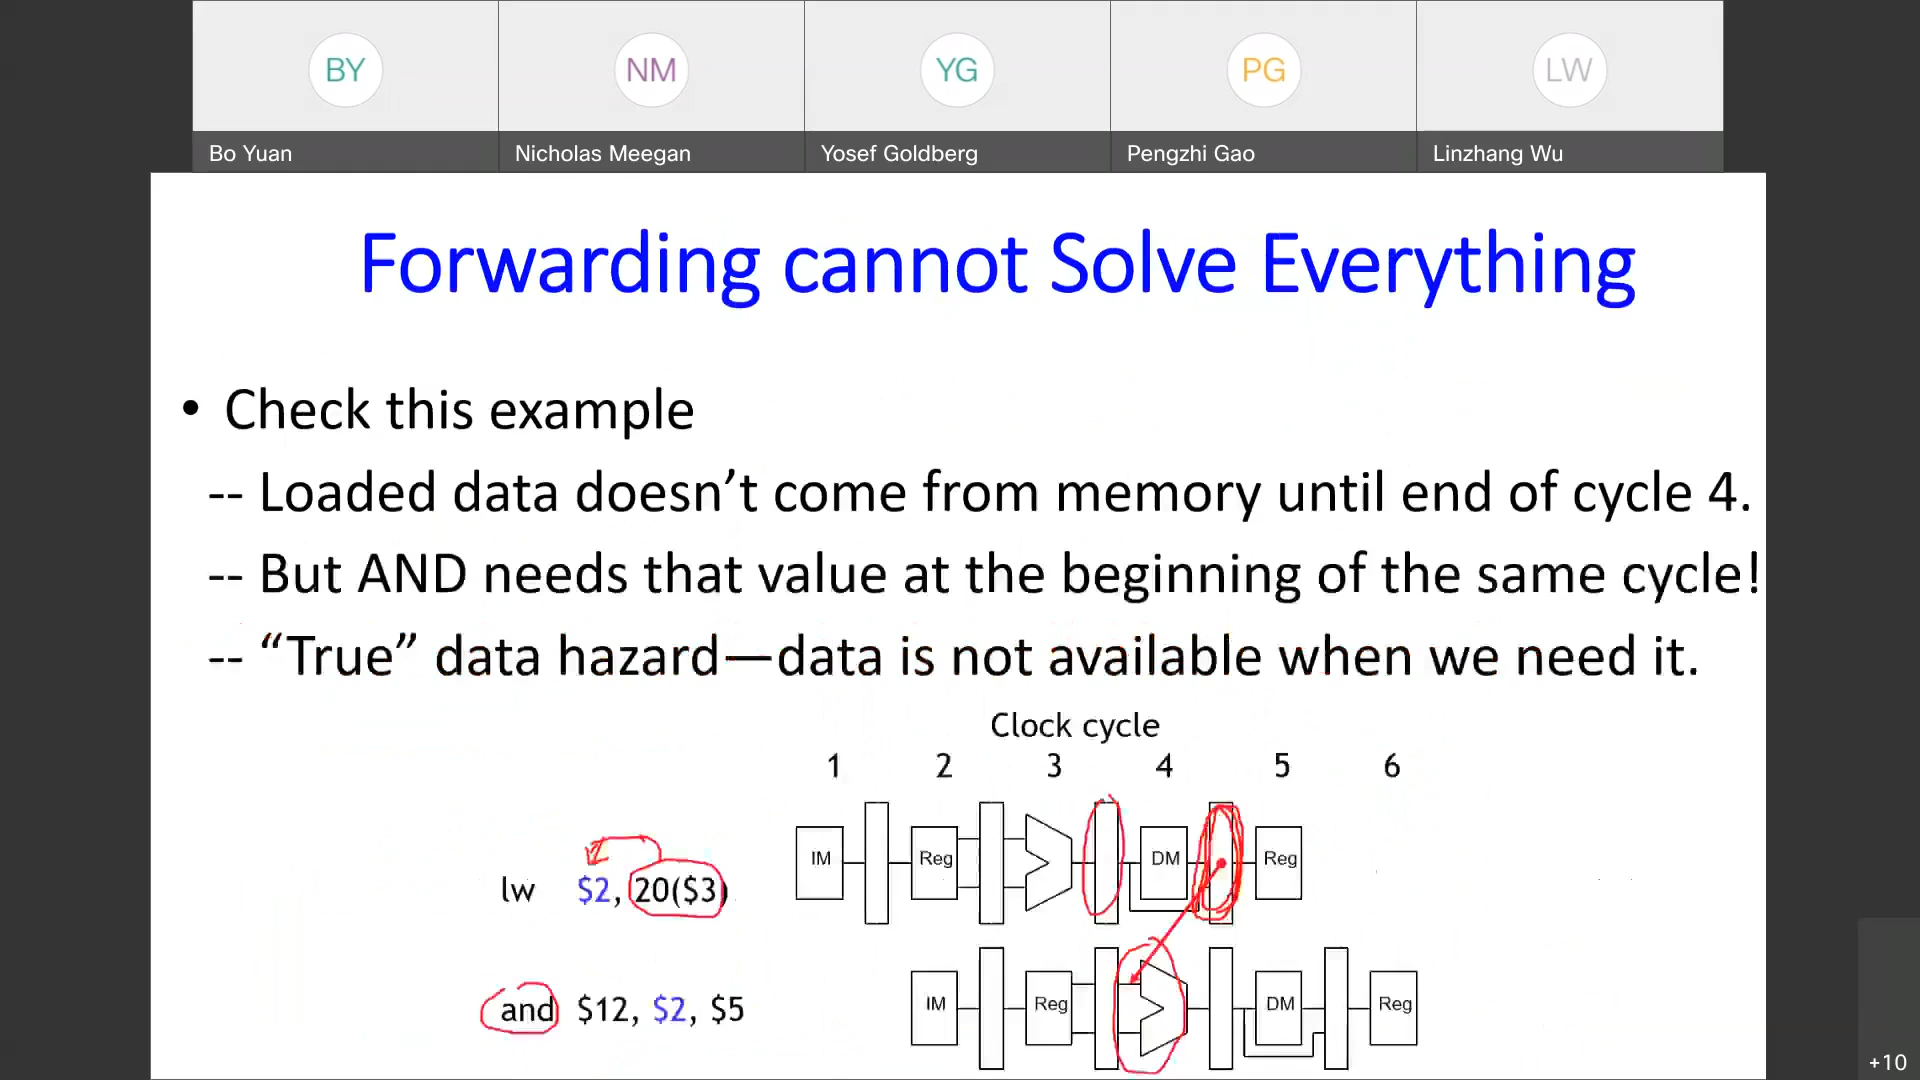 BY NM YG PG LW
Bo Yuan Nicholas Meegan Yosef Goldberg Pengzhi Gao Linzhang Wu
Forwarding cannot Solve Everything
• Check this example
-- Loaded data doesn’t come from memory until end of cycle 4.
-- But AND needs that value at the beginning of the same cycle!
-- “True” data hazard—data is not available when we need it.
Clock cycle
1 2 3 4 5 6
lw $2, 20($3) IM Reg DM Reg
and $12, $2, $5 IM Reg DM Reg
+10